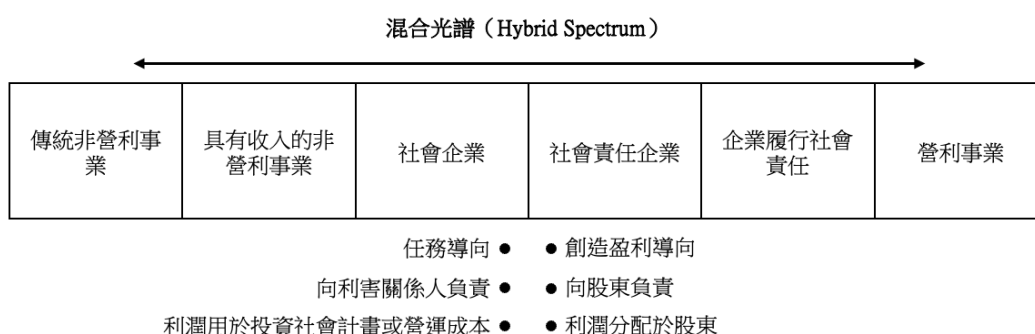 混合光譜（Hybrid Spectrum）
傳統非營利事
業
具有收入的非
營利事業
社會企業
社會責任企業
企業履行社會
責任
營利事業
任務導向 ● ● 創造盈利導向
向利害關係人負責 ● ● 向股東負責
利潤用於投資社會計畫或營運成本 ● ● 利潤分配於股東